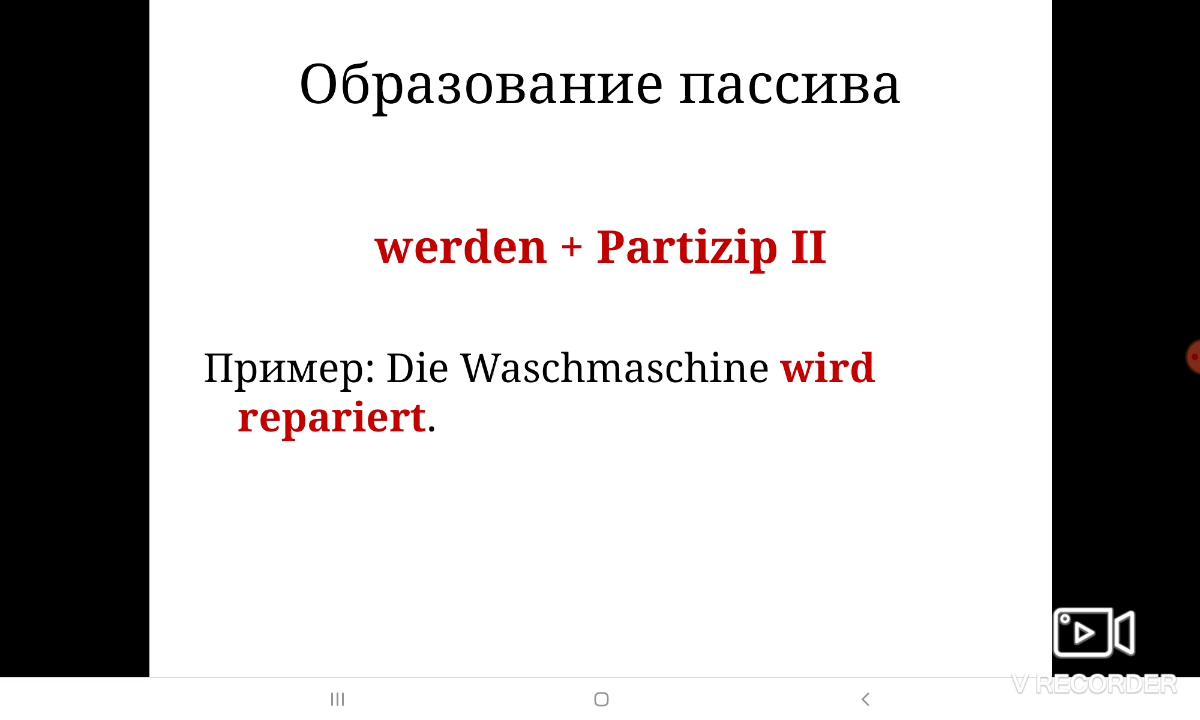 Образование пассива
werden + Partizip II
Пример: Die Waschmaschine wird
repariert.
V RECORDER